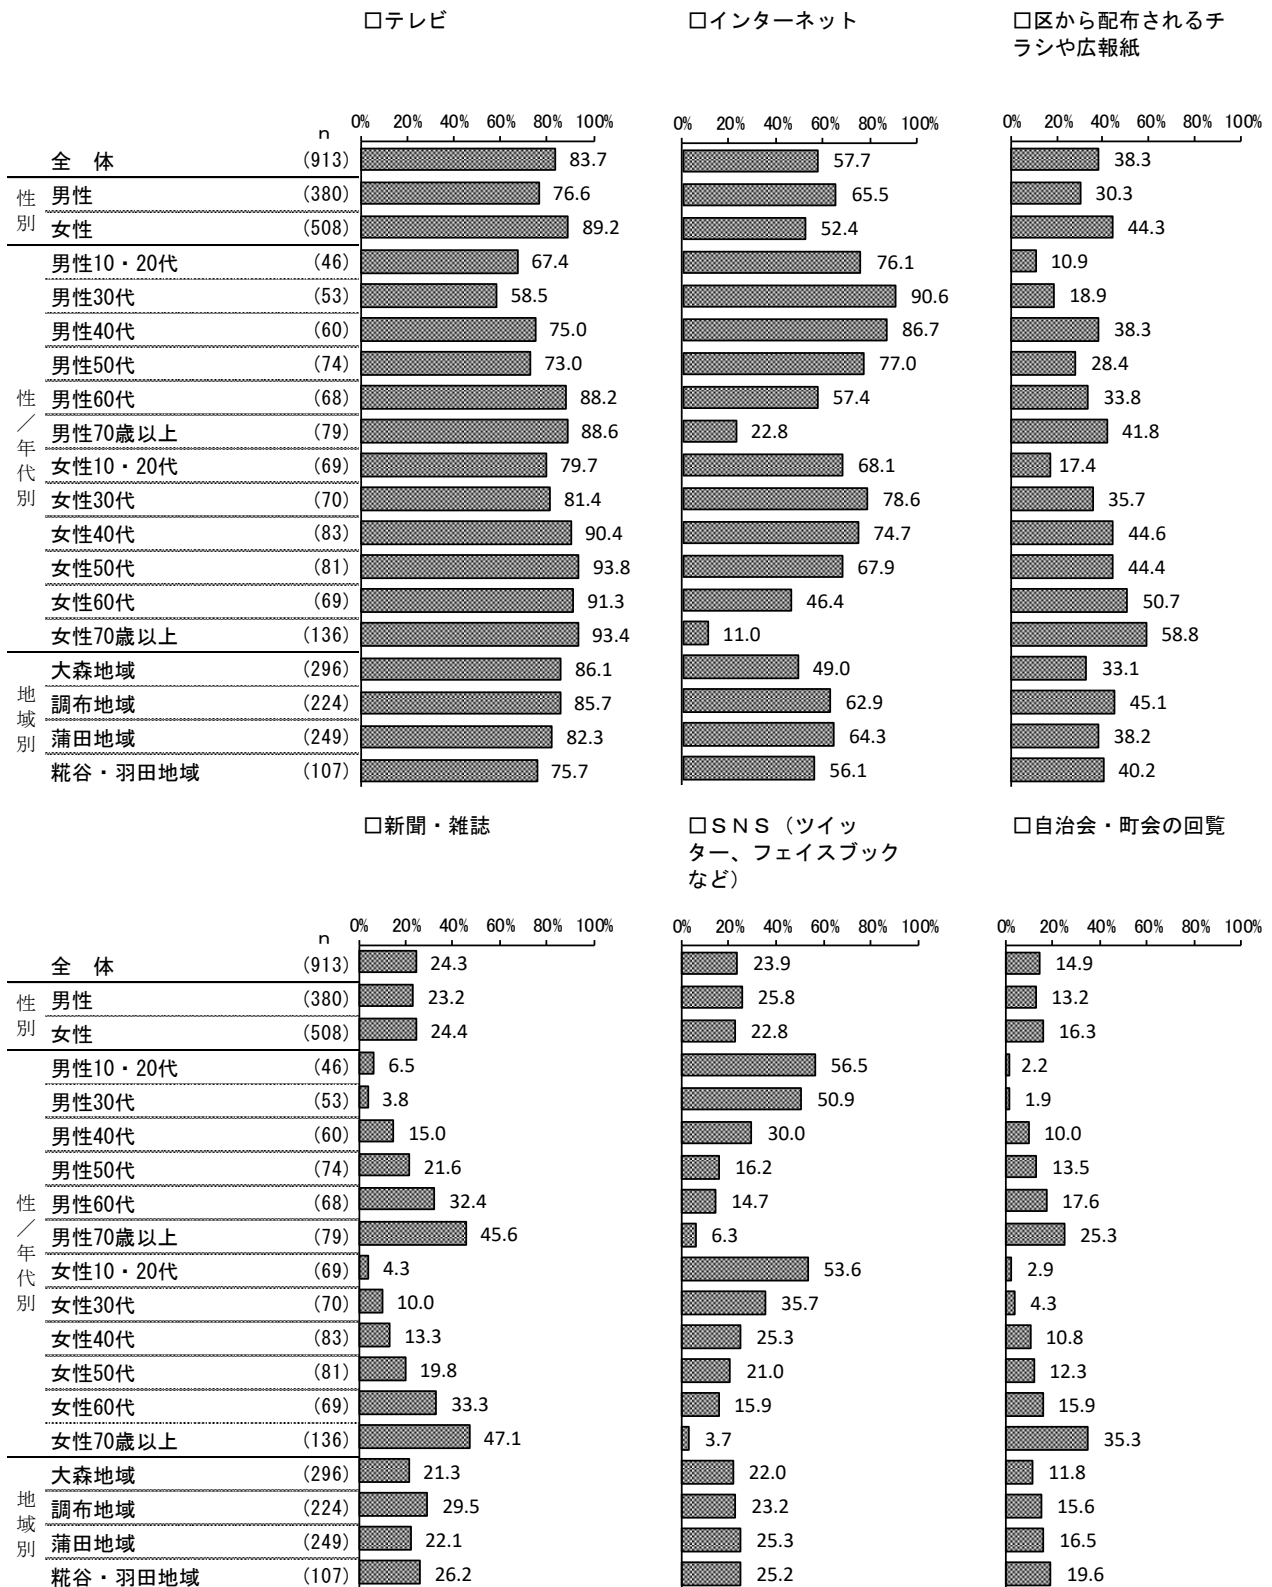 □テレビ □インターネット □区から配布されるチ
ラシや広報紙
0% 20% 40% 60% 80% 100% 0% 20% 40% 60% 80% 100% 0% 20% 40% 60% 80% 100%
n
全 体 (913) 83.7 57.7 38.3
性別
男性 (380) 76.6 65.5 30.3
女性 (508) 89.2 52.4 44.3
性／年代別
男性10・20代 (46) 67.4 76.1 10.9
男性30代 (53) 58.5 90.6 18.9
男性40代 (60) 75.0 86.7 38.3
男性50代 (74) 73.0 77.0 28.4
男性60代 (68) 88.2 57.4 33.8
男性70歳以上 (79) 88.6 22.8 41.8
女性10・20代 (69) 79.7 68.1 17.4
女性30代 (70) 81.4 78.6 35.7
女性40代 (83) 90.4 74.7 44.6
女性50代 (81) 93.8 67.9 44.4
女性60代 (69) 91.3 46.4 50.7
女性70歳以上 (136) 93.4 11.0 58.8
地域別
大森地域 (296) 86.1 49.0 33.1
調布地域 (224) 85.7 62.9 45.1
蒲田地域 (249) 82.3 64.3 38.2
糀谷・羽田地域 (107) 75.7 56.1 40.2
□新聞・雑誌 □ＳＮＳ（ツイッ □自治会・町会の回覧
ター、フェイスブック
など）
0% 20% 40% 60% 80% 100% 0% 20% 40% 60% 80% 100% 0% 20% 40% 60% 80% 100%
n
全 体 (913) 24.3 23.9 14.9
性別
男性 (380) 23.2 25.8 13.2
女性 (508) 24.4 22.8 16.3
性／年代別
男性10・20代 (46) 6.5 56.5 2.2
男性30代 (53) 3.8 50.9 1.9
男性40代 (60) 15.0 30.0 10.0
男性50代 (74) 21.6 16.2 13.5
男性60代 (68) 32.4 14.7 17.6
男性70歳以上 (79) 45.6 6.3 25.3
女性10・20代 (69) 4.3 53.6 2.9
女性30代 (70) 10.0 35.7 4.3
女性40代 (83) 13.3 25.3 10.8
女性50代 (81) 19.8 21.0 12.3
女性60代 (69) 33.3 15.9 15.9
女性70歳以上 (136) 47.1 3.7 35.3
地域別
大森地域 (296) 21.3 22.0 11.8
調布地域 (224) 29.5 23.2 15.6
蒲田地域 (249) 22.1 25.3 16.5
糀谷・羽田地域 (107) 26.2 25.2 19.6